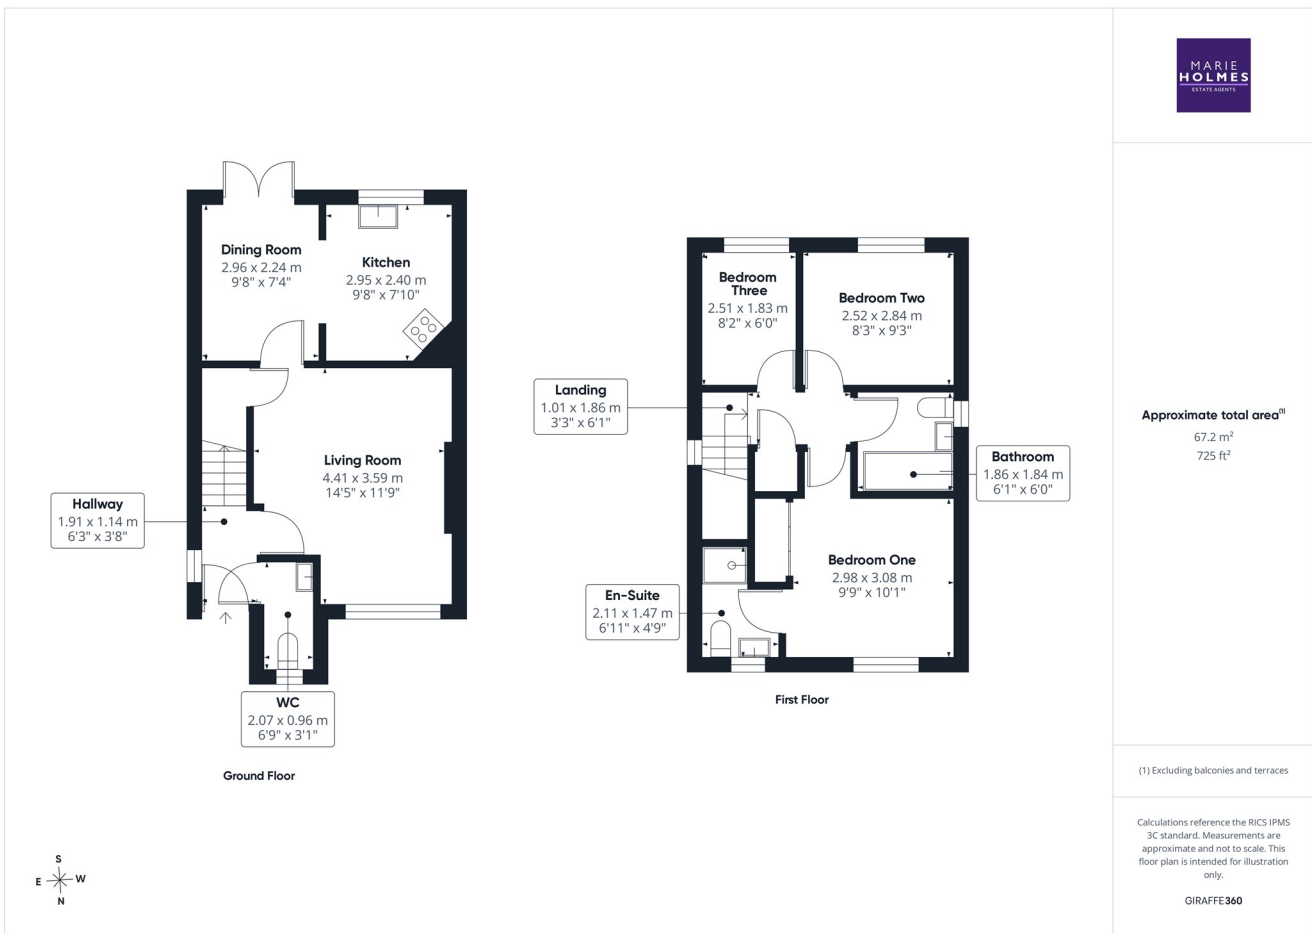 MARIE
HOLMES
ESTATE AGENTS
Dining Room
2.96 x 2.24 m
9'8" x 7'4"
Kitchen
2.95 x 2.40 m
9'8" x 7'10"
Living Room
4.41 x 3.59 m
14'5" x 11'9"
Hallway
1.91 x 1.14 m
6'3" x 3'8"
WC
2.07 x 0.96 m
6'9" x 3'1"
Ground Floor
Bedroom
Three
2.51 x 1.83 m
8'2" x 6'0"
Bedroom Two
2.52 x 2.84 m
8'3" x 9'3"
Landing
1.01 x 1.86 m
3'3" x 6'1"
Bathroom
1.86 x 1.84 m
6'1" x 6'0"
Bedroom One
2.98 x 3.08 m
9'9" x 10'1"
En-Suite
2.11 x 1.47 m
6'11" x 4'9"
First Floor
Approximate total area(1)
67.2 m²
725 ft²
(1) Excluding balconies and terraces
Calculations reference the RICS IPMS
3C standard. Measurements are
approximate and not to scale. This
floor plan is intended for illustration
only.
GIRAFFE360
S
E W
N